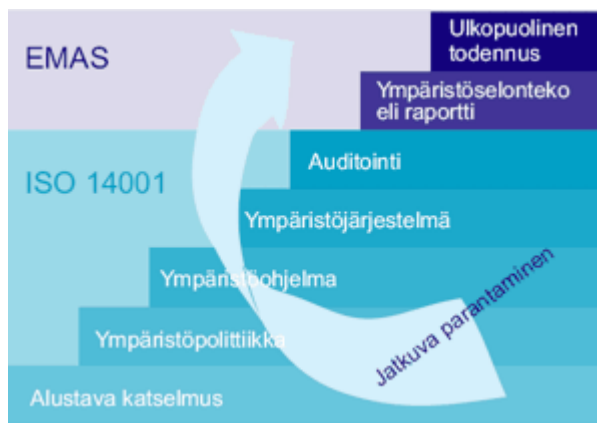 EMAS
Ulkopuolinen
todennus
Ympäristöselonteko
eli raportti
ISO 14001
Auditointi
Ympäristöjärjestelmä
Ympäristöohjelma
Ympäristöpolittiikka
Alustava katselmus
Jatkuva parantaminen